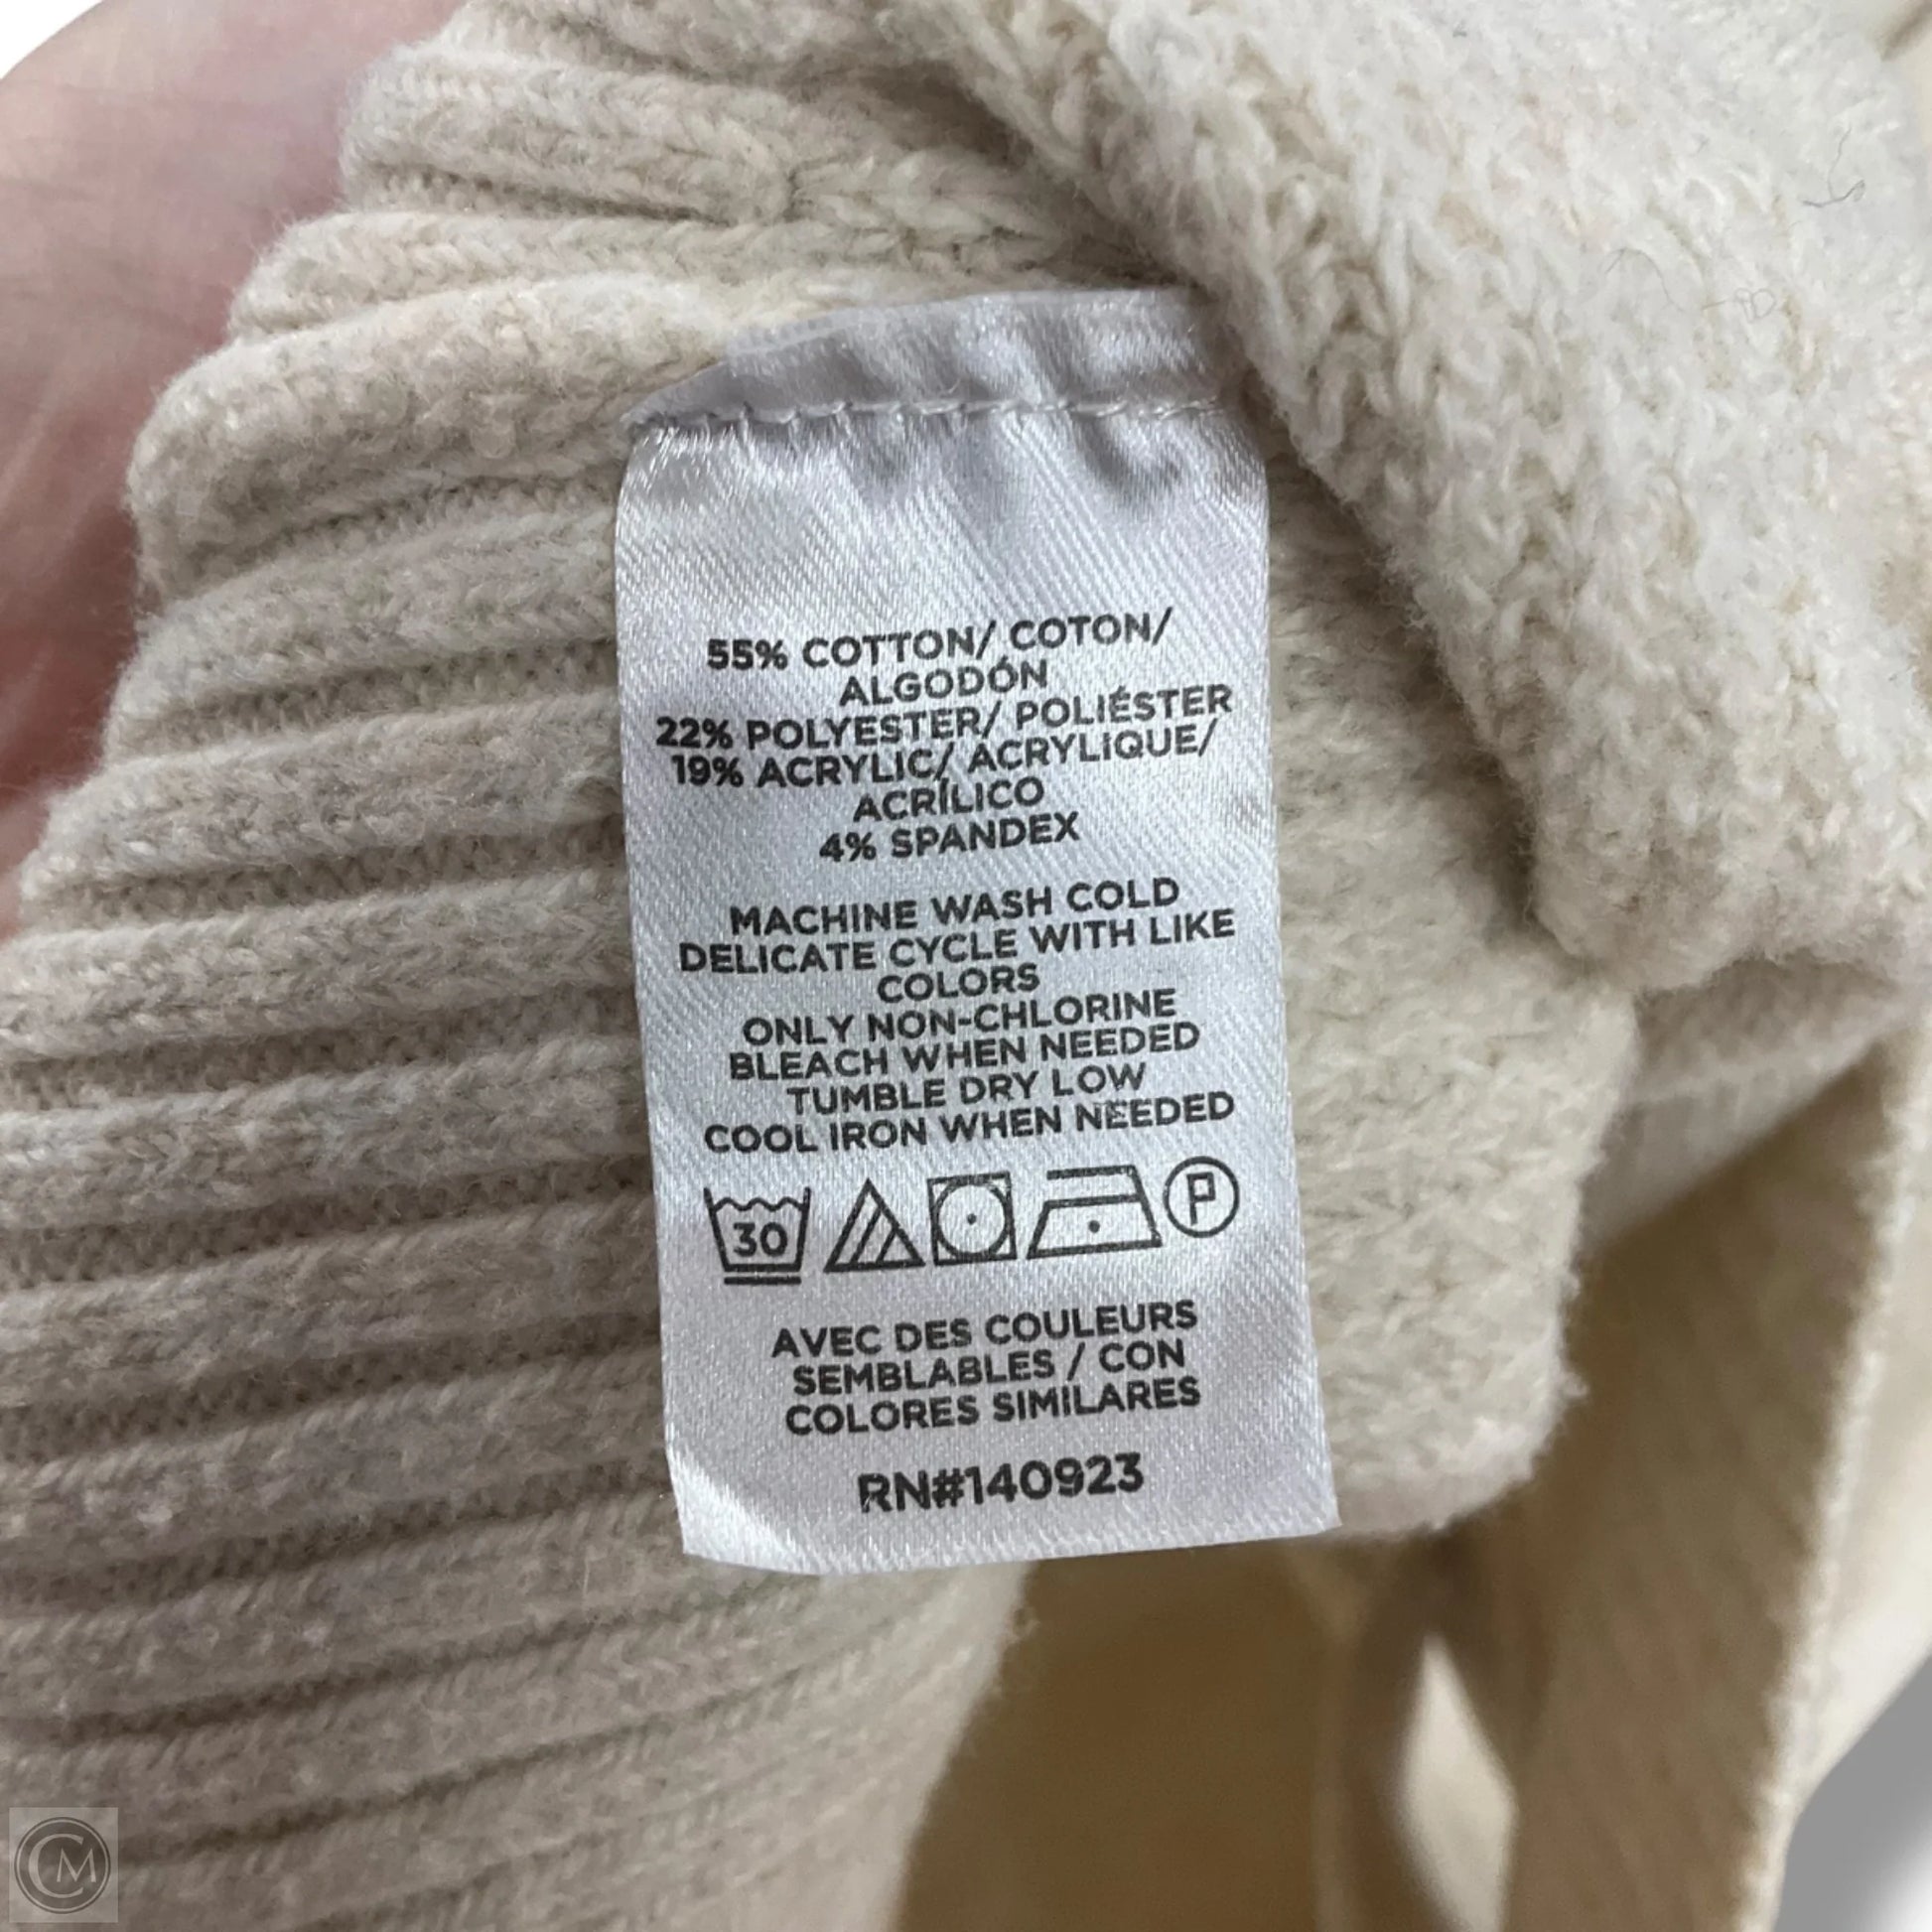 55% COTTON/ COTON/
ALGODÓN
22% POLYESTER/ POLIÉSTER
19% ACRYLIC/ ACRYLIQUE/
ACRÍLICO
4% SPANDEX
MACHINE WASH COLD
DELICATE CYCLE WITH LIKE
COLORS
ONLY NON-CHLORINE
BLEACH WHEN NEEDED
TUMBLE DRY LOW
COOL IRON WHEN NEEDED
30 P
AVEC DES COULEURS
SEMBLABLES / CON
COLORES SIMILARES
RN#140923
CM